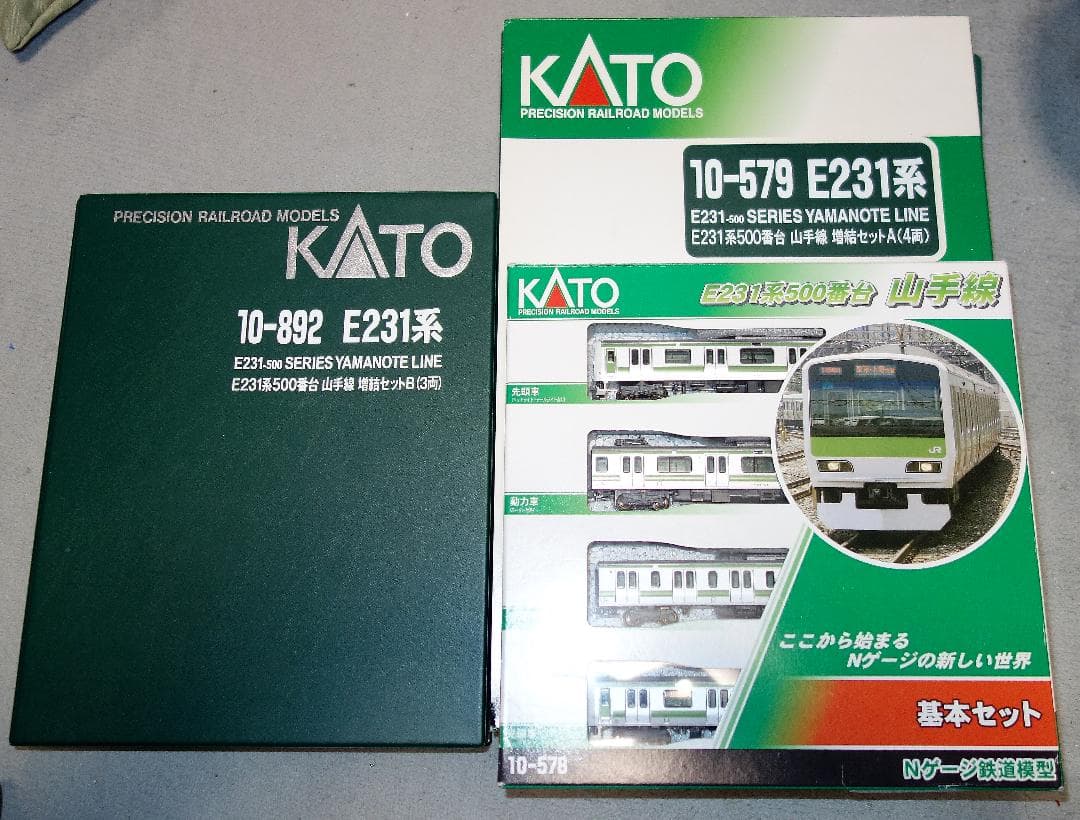 PRECISION RAILROAD MODELS
KATO
10-892 E231系
E231-500 SERIES YAMANOTE LINE
E231系500番台 山手線 増結セットB(3両)
KATO
PRECISION RAILROAD MODELS
10-579 E231系
E231-500 SERIES YAMANOTE LINE
E231系500番台 山手線 増結セットA(4両)
KATO
PRECISION RAILROAD MODELS
E231系500番台 山手線
先頭車
動力車
JR
ここから始まる
Nゲージの新しい世界
基本セット
10-578
Nゲージ鉄道模型